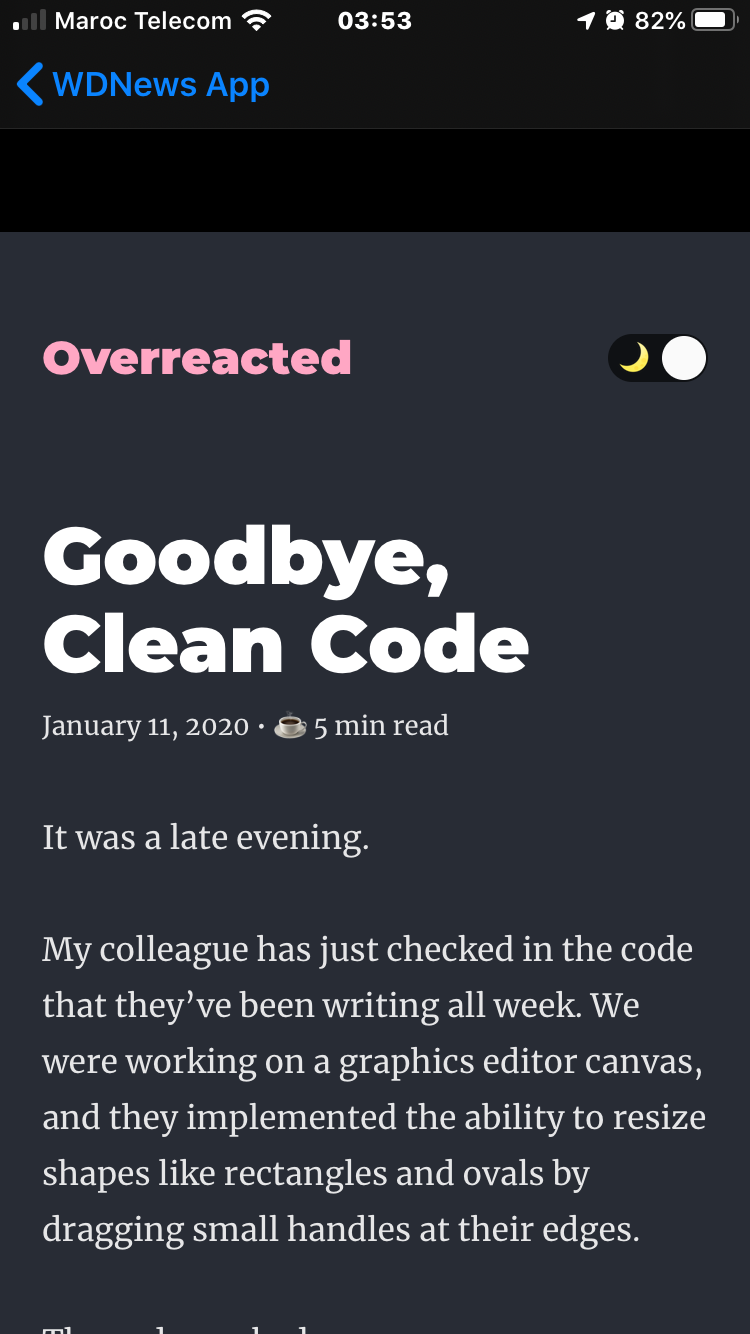 Maroc Telecom 03:53 82%
WDNews App
Overreacted
Goodbye,
Clean Code
January 11, 2020 • ☕ 5 min read
It was a late evening.
My colleague has just checked in the code
that they’ve been writing all week. We
were working on a graphics editor canvas,
and they implemented the ability to resize
shapes like rectangles and ovals by
dragging small handles at their edges.